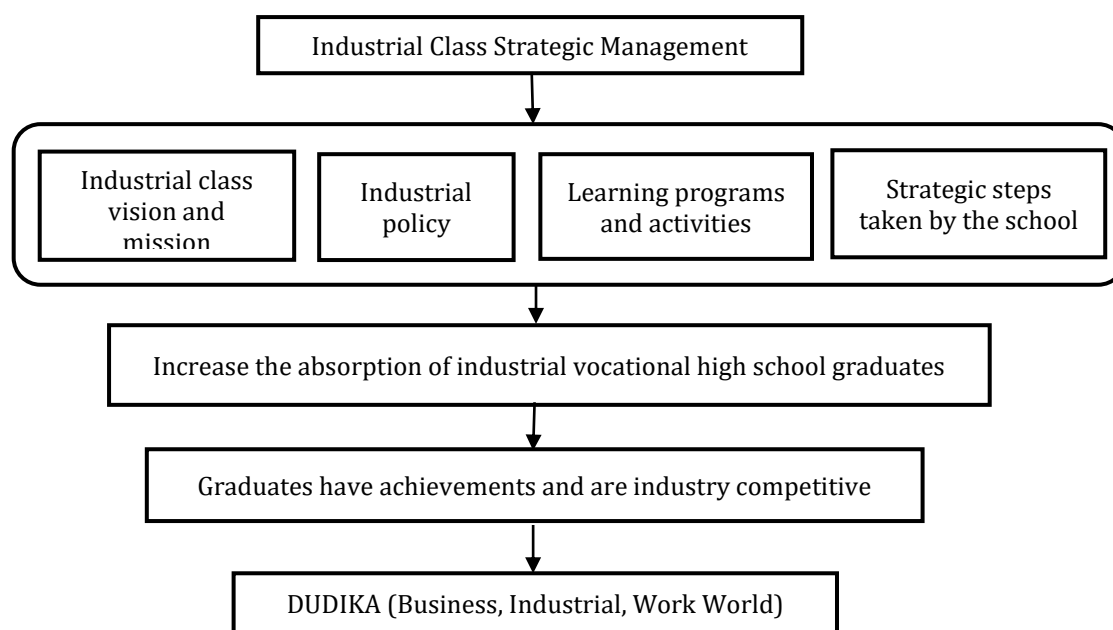 Industrial Class Strategic Management
Industrial class
vision and
mission
Industrial
policy
Learning programs
and activities
Strategic steps
taken by the school
Increase the absorption of industrial vocational high school graduates
Graduates have achievements and are industry competitive
DUDIKA (Business, Industrial, Work World)